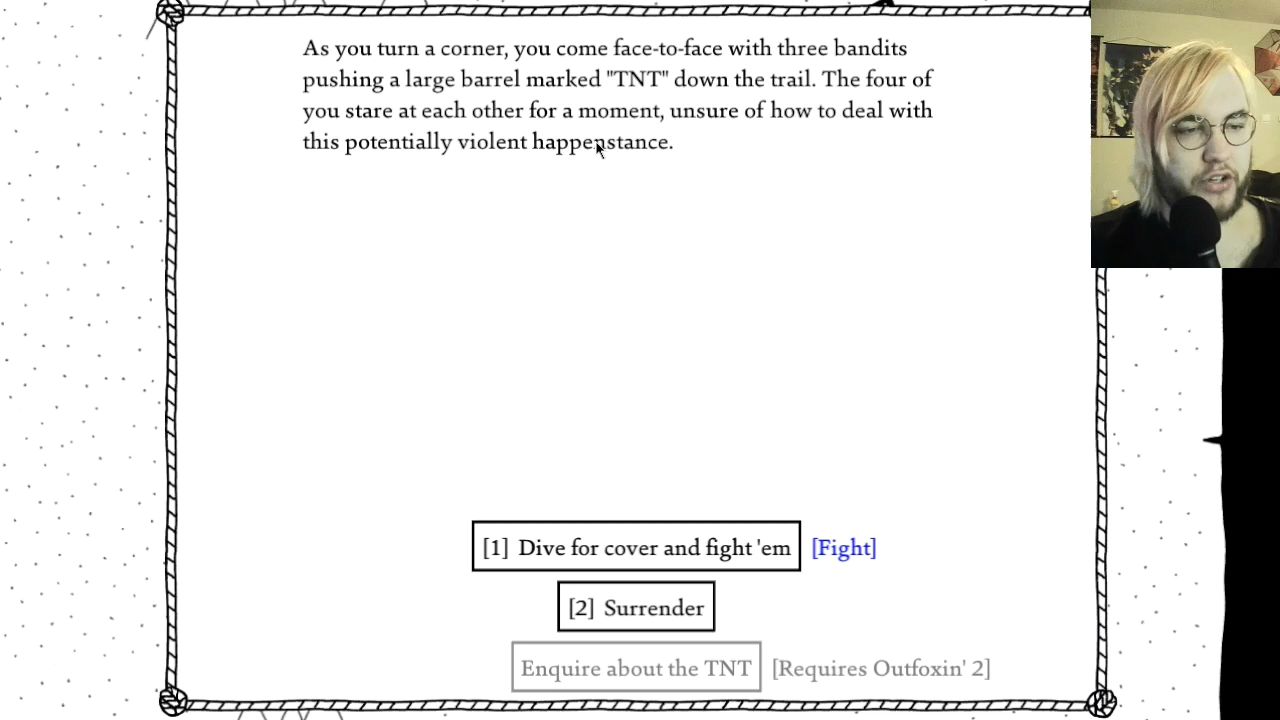 As you turn a corner, you come face-to-face with three bandits
pushing a large barrel marked "TNT" down the trail. The four of
you stare at each other for a moment, unsure of how to deal with
this potentially violent happenstance.
[1] Dive for cover and fight 'em [Fight]
[2] Surrender
Enquire about the TNT [Requires Outfoxin' 2]